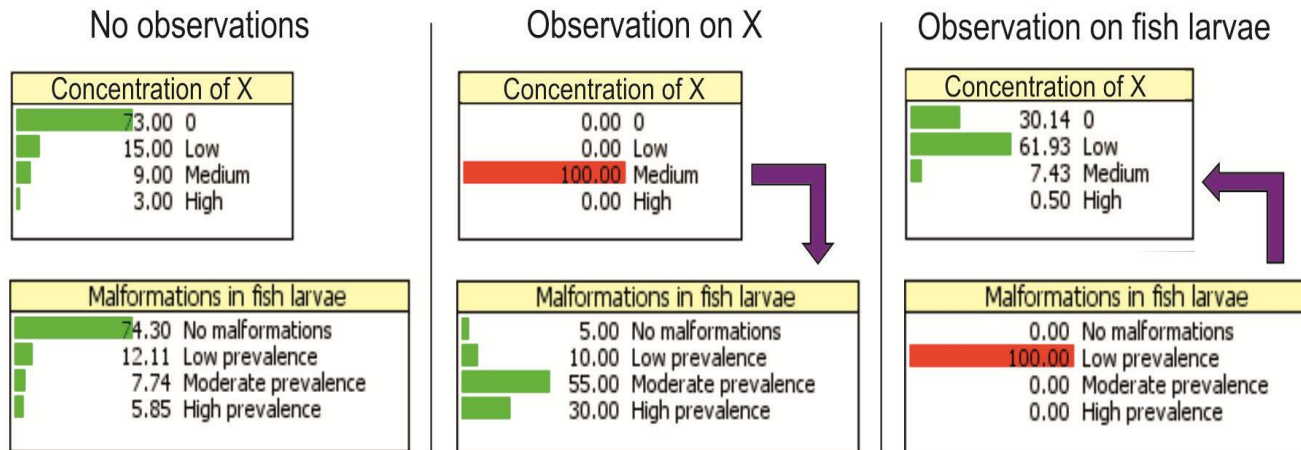 No observations
Concentration of X
73.00 0
15.00 Low
9.00 Medium
3.00 High
Malformations in fish larvae
74.30 No malformations
12.11 Low prevalence
7.74 Moderate prevalence
5.85 High prevalence
Observation on X
Concentration of X
0.00 0
0.00 Low
100.00 Medium
0.00 High
Malformations in fish larvae
5.00 No malformations
10.00 Low prevalence
55.00 Moderate prevalence
30.00 High prevalence
Observation on fish larvae
Concentration of X
30.14 0
61.93 Low
7.43 Medium
0.50 High
Malformations in fish larvae
0.00 No malformations
100.00 Low prevalence
0.00 Moderate prevalence
0.00 High prevalence